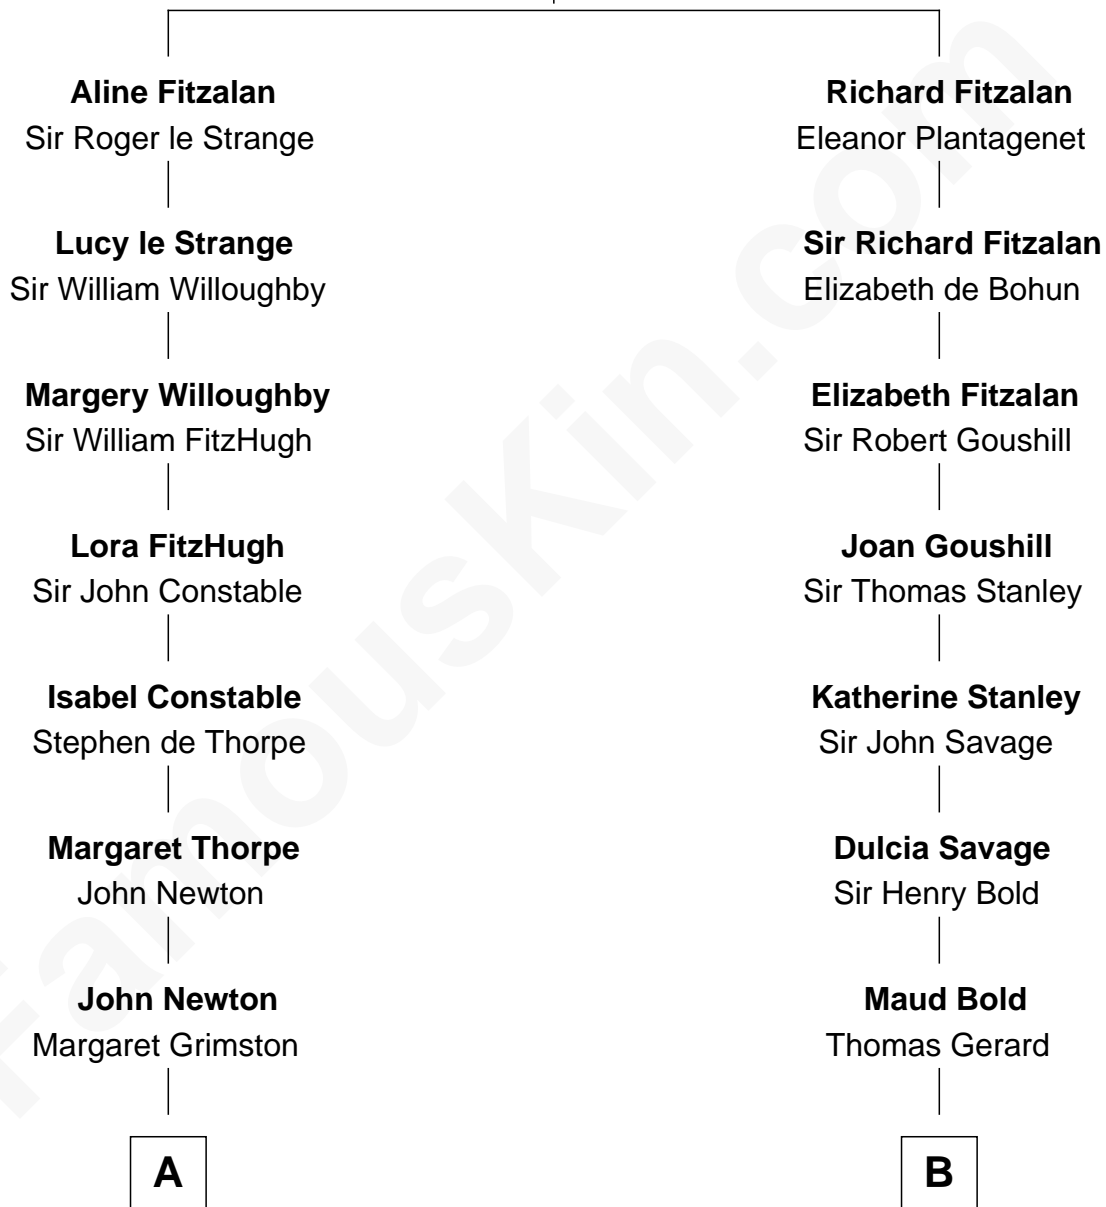 Aline Fitzalan
Sir Roger le Strange
Richard Fitzalan
Eleanor Plantagenet
Lucy le Strange
Sir William Willoughby
Sir Richard Fitzalan
Elizabeth de Bohun
Margery Willoughby
Sir William FitzHugh
Elizabeth Fitzalan
Sir Robert Goushill
Lora FitzHugh
Sir John Constable
Joan Goushill
Sir Thomas Stanley
Isabel Constable
Stephen de Thorpe
Katherine Stanley
Sir John Savage
Margaret Thorpe
John Newton
Dulcia Savage
Sir Henry Bold
John Newton
Margaret Grimston
Maud Bold
Thomas Gerard
A
B
FamousKin.com